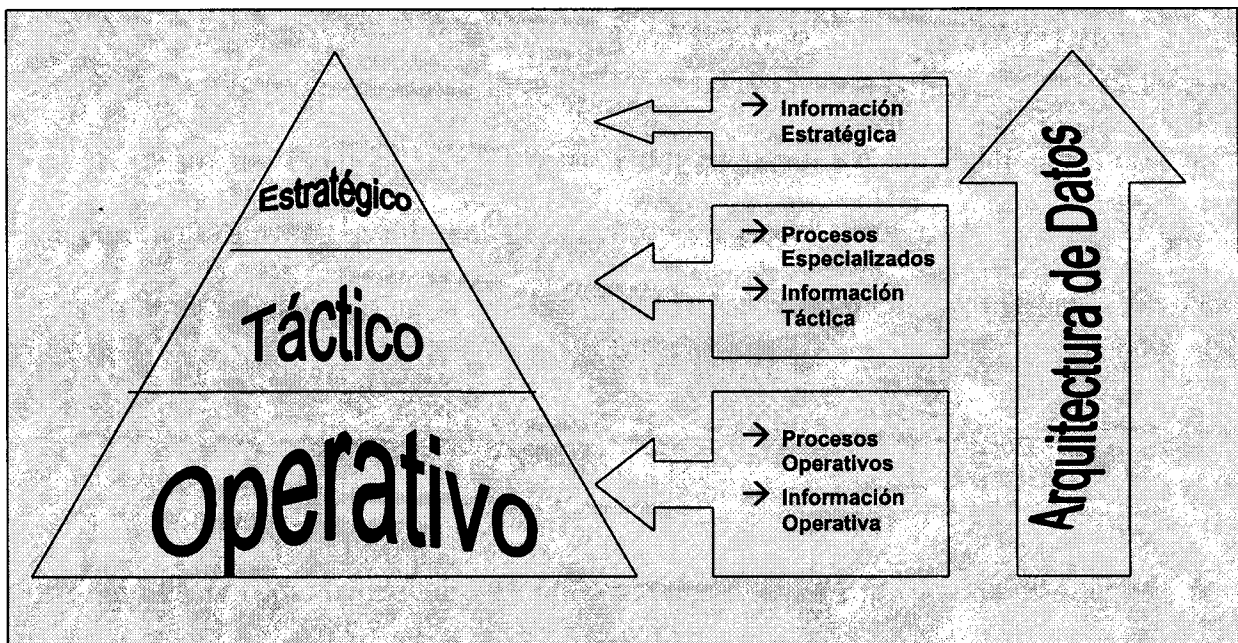 Estratégico
Táctico
Operativo
→ Información
Estratégica
→ Procesos
Especializados
→ Información
Táctica
→ Procesos
Operativos
→ Información
Operativa
Arquitectura de Datos